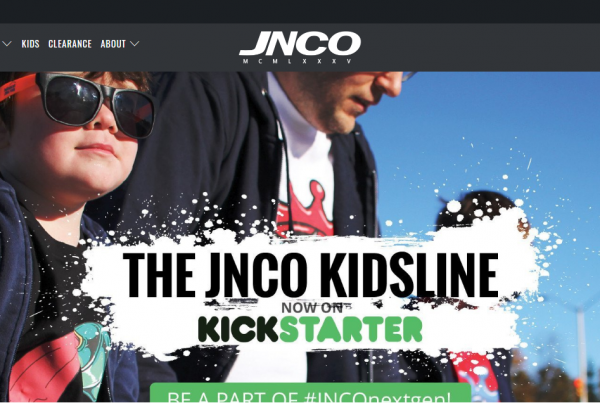 KIDS CLEARANCE ABOUT
JNCO
MCMLXXXV
THE JNCO KIDSLINE
NOW ON
KICKSTARTER
BE A PART OF #JNCOnextgen!